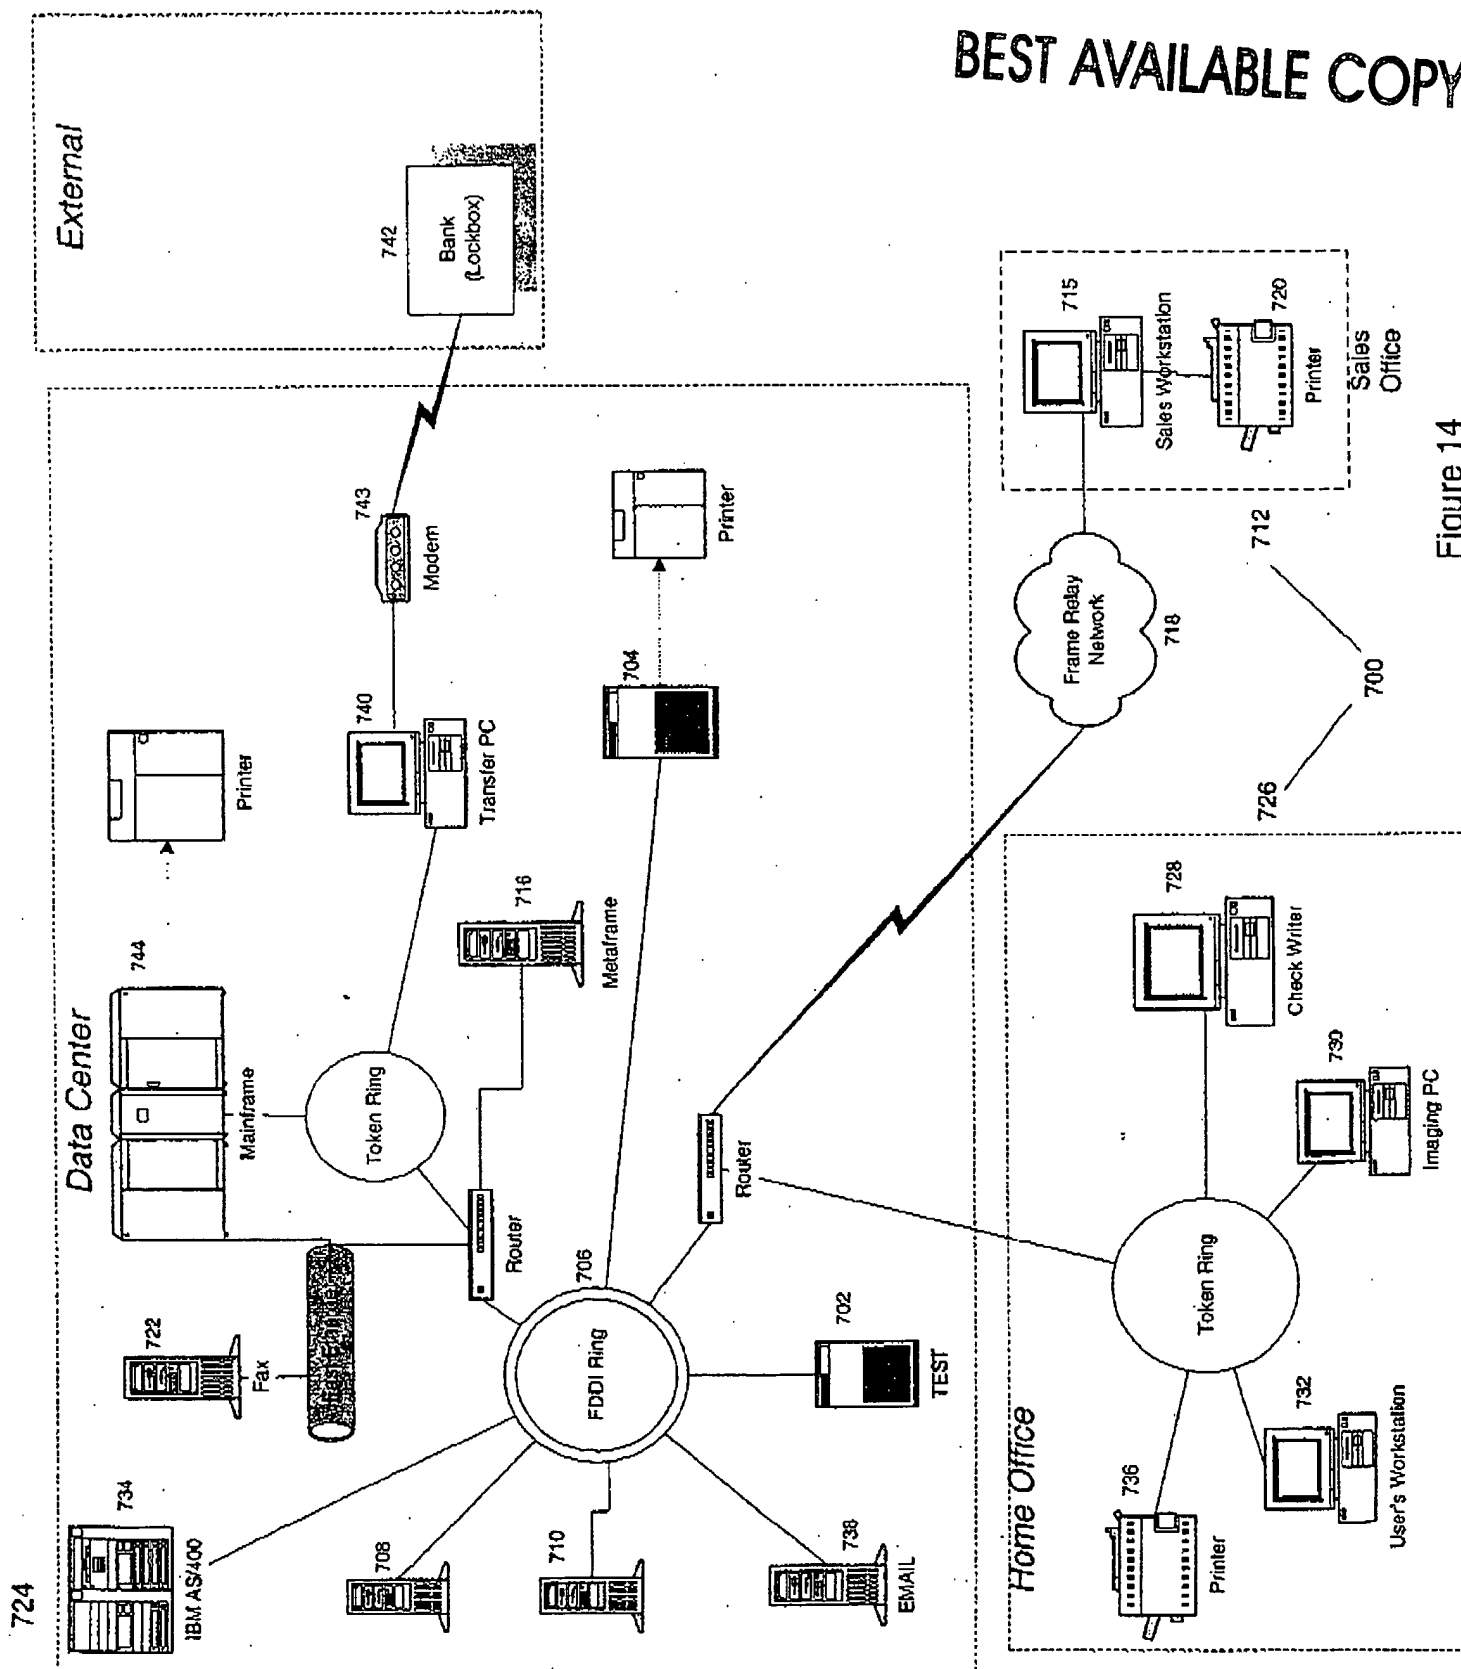 BEST AVAILABLE COPY
724
Data Center
External
734
IBM AS/400
722
Fax
744
Mainframe
Printer
Token Ring
740
Transfer PC
743
Modem
742
Bank
(Lockbox)
Router
716
Metaframe
708
710
738
EMAIL
706
FDDI Ring
702
TEST
704
Printer
Router
Home Office
736
Printer
732
User's Workstation
Token Ring
728
Check Writer
730
Imaging PC
Frame Relay
Network
718
715
Sales Workstation
720
Printer
Sales
Office
726
700
712
Figure 14